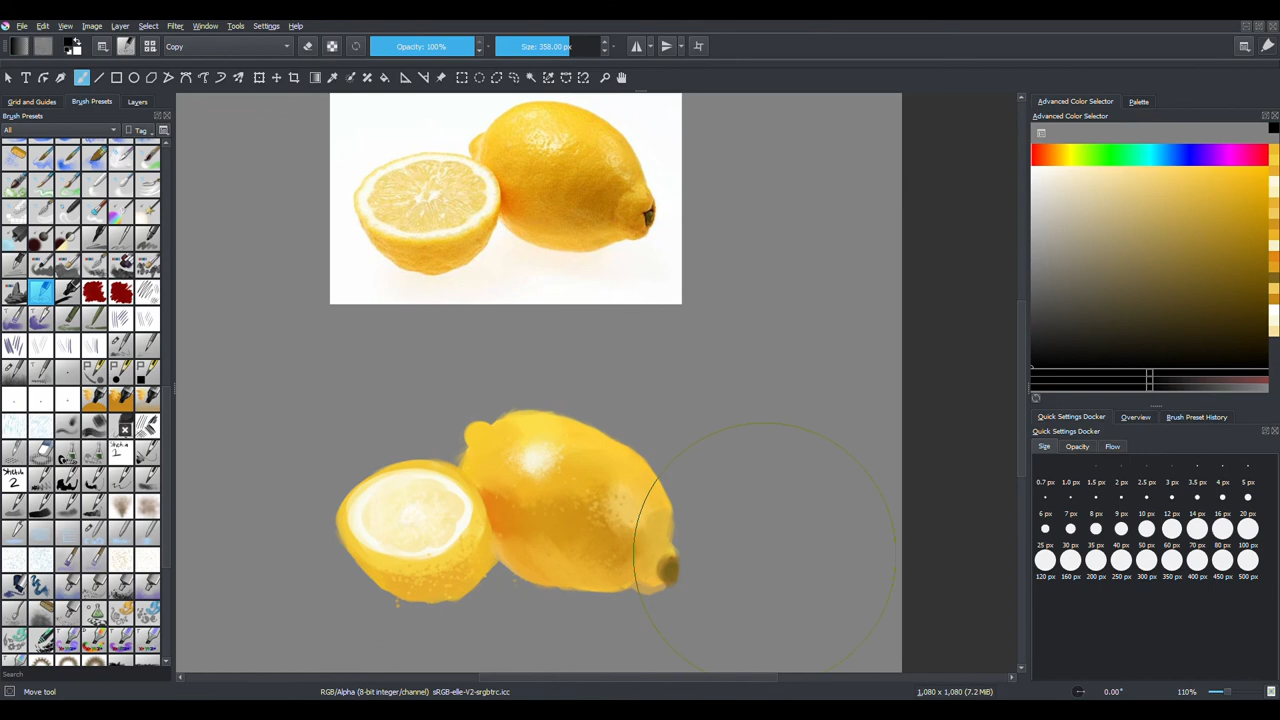 File Edit View Image Layer Select Filter Window Tools Settings Help
Copy Opacity: 100% Size: 358.00 px
Grid and Guides Brush Presets Layers
Brush Presets
All Tag
Search
Move tool RGB/Alpha (8-bit integer/channel) sRGB-elle-V2-srgbtrc.icc 1,080 x 1,080 (7.2 MiB) 0.00° 110%
Advanced Color Selector Palette
Advanced Color Selector
Quick Settings Docker Overview Brush Preset History
Quick Settings Docker
Size Opacity Flow
0.7 px 1.0 px 1.5 px 2 px 2.5 px 3 px 3.5 px 4 px 5 px
6 px 7 px 8 px 9 px 10 px 12 px 14 px 16 px 20 px
25 px 30 px 35 px 40 px 50 px 60 px 70 px 80 px 100 px
120 px 160 px 200 px 250 px 300 px 350 px 400 px 450 px 500 px